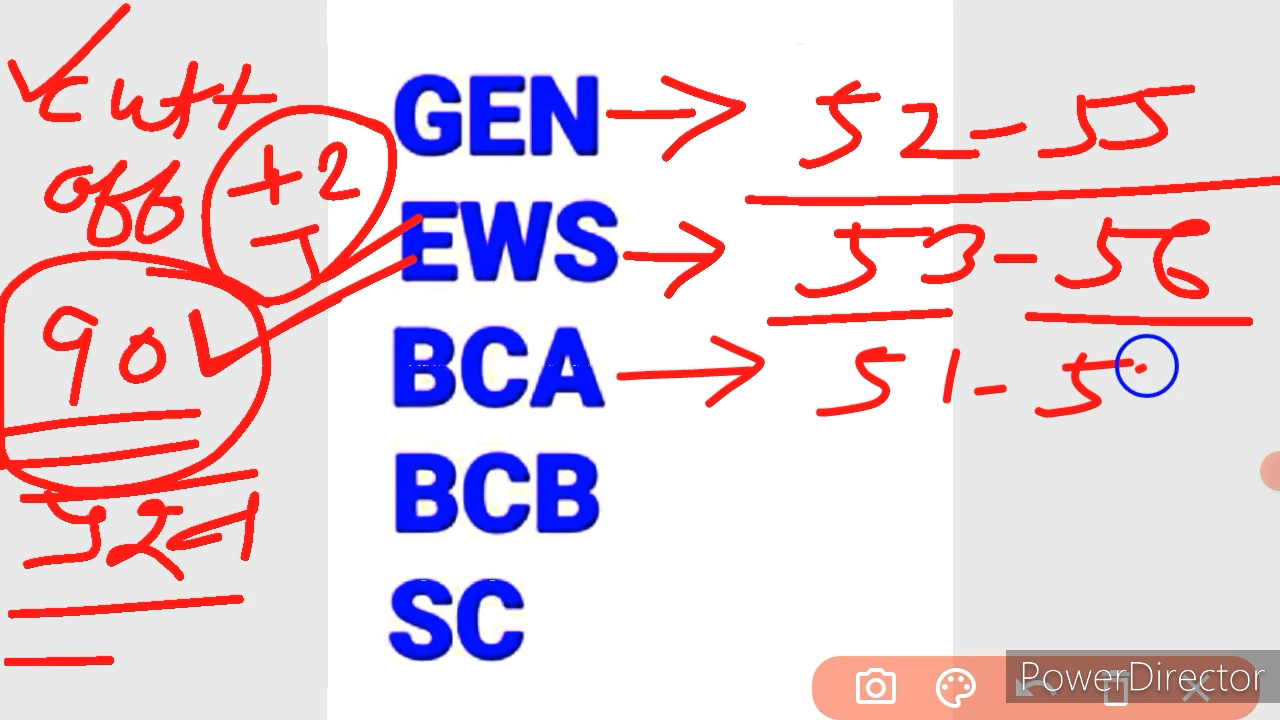 cutt
off
+2
90
GEN → 52-55
EWS → 53-56
BCA → 51-5
BCB
SC
PowerDirector